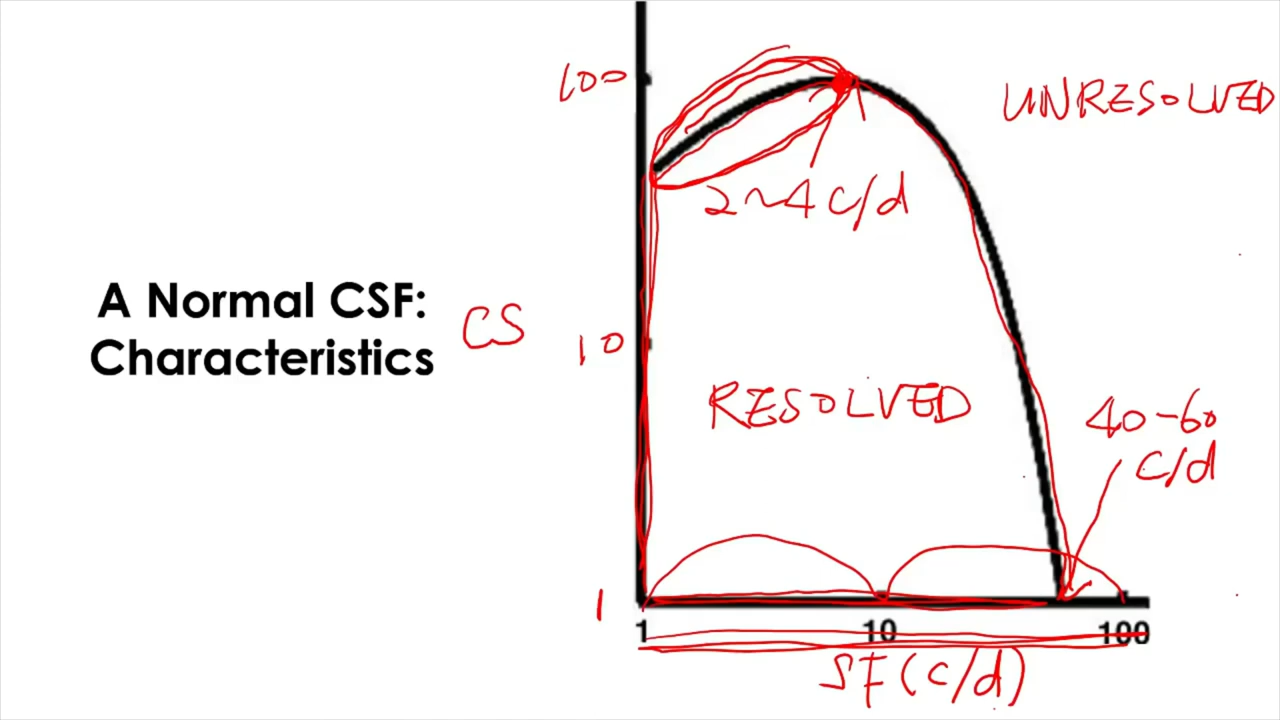 A Normal CSF:
Characteristics
CS
100
10
1
UNRESOLVED
2~4 c/d
RESOLVED
40-60
c/d
1 10 100
SF (c/d)